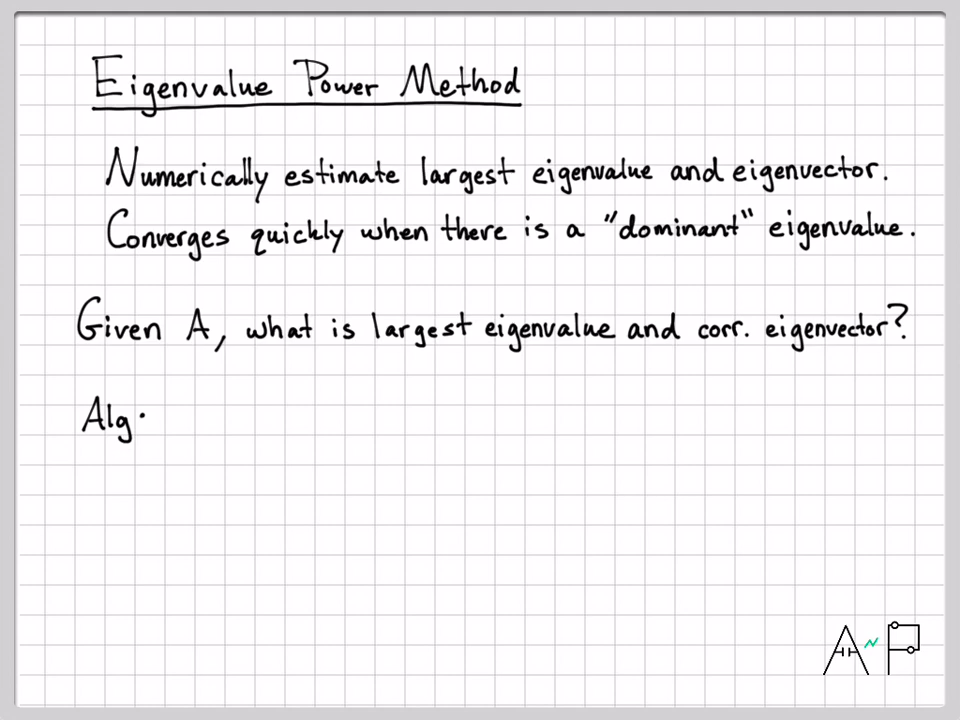 Eigenvalue Power Method
Numerically estimate largest eigenvalue and eigenvector.
Converges quickly when there is a "dominant" eigenvalue.
Given A, what is largest eigenvalue and corr. eigenvector?
Alg.
A~P